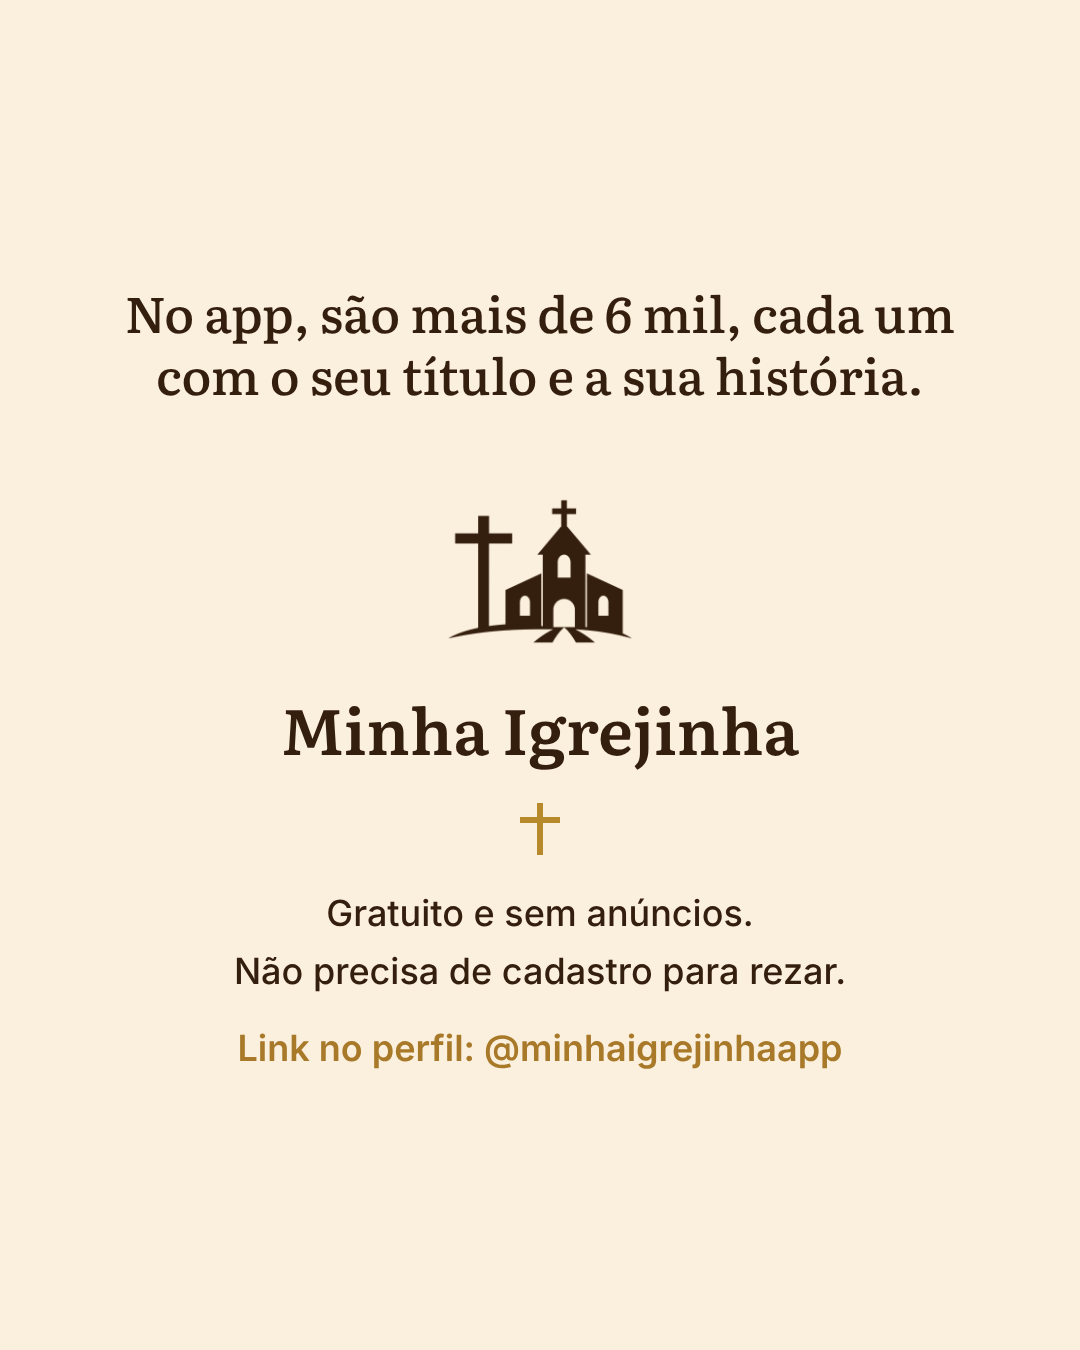 No app, são mais de 6 mil, cada um
com o seu título e a sua história.
Minha Igrejinha
Gratuito e sem anúncios.
Não precisa de cadastro para rezar.
Link no perfil: @minhaigrejinhaapp